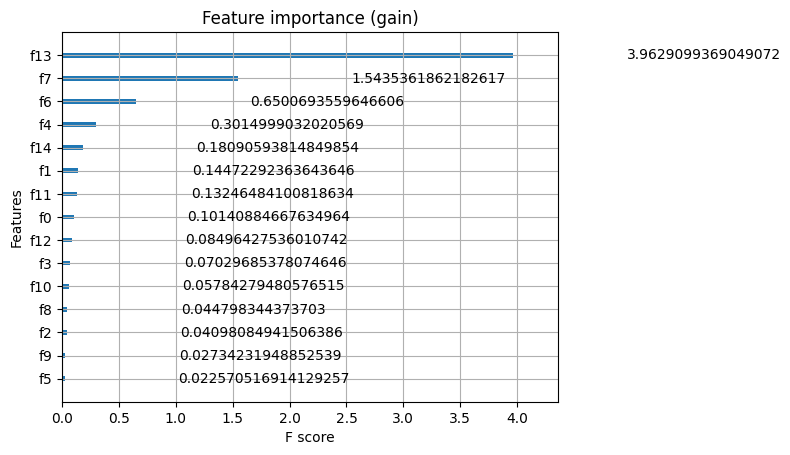 Feature importance (gain)
f13 3.9629099369049072
f7 1.5435361862182617
f6 0.6500693559646606
f4 0.3014999032020569
f14 0.18090593814849854
f1 0.14472292363643646
f11 0.13246484100818634
f0 0.10140884667634964
f12 0.08496427536010742
f3 0.07029685378074646
f10 0.05784279480576515
f8 0.044798344373703
f2 0.04098084941506386
f9 0.02734231948852539
f5 0.022570516914129257
Features
0.0 0.5 1.0 1.5 2.0 2.5 3.0 3.5 4.0
F score